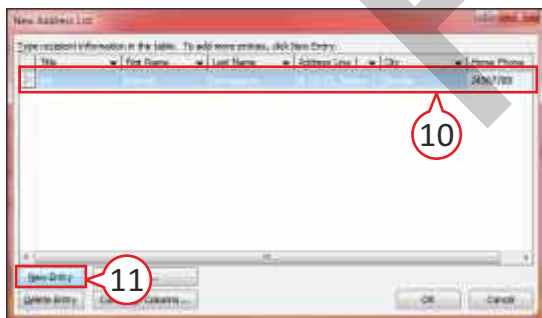 New Address List
Type recipient information in the table. To add more entries, click New Entry.
Title First Name Last Name Address Line 1 City Home Phone
10
New Entry
11
Delete Entry Columns... OK Cancel